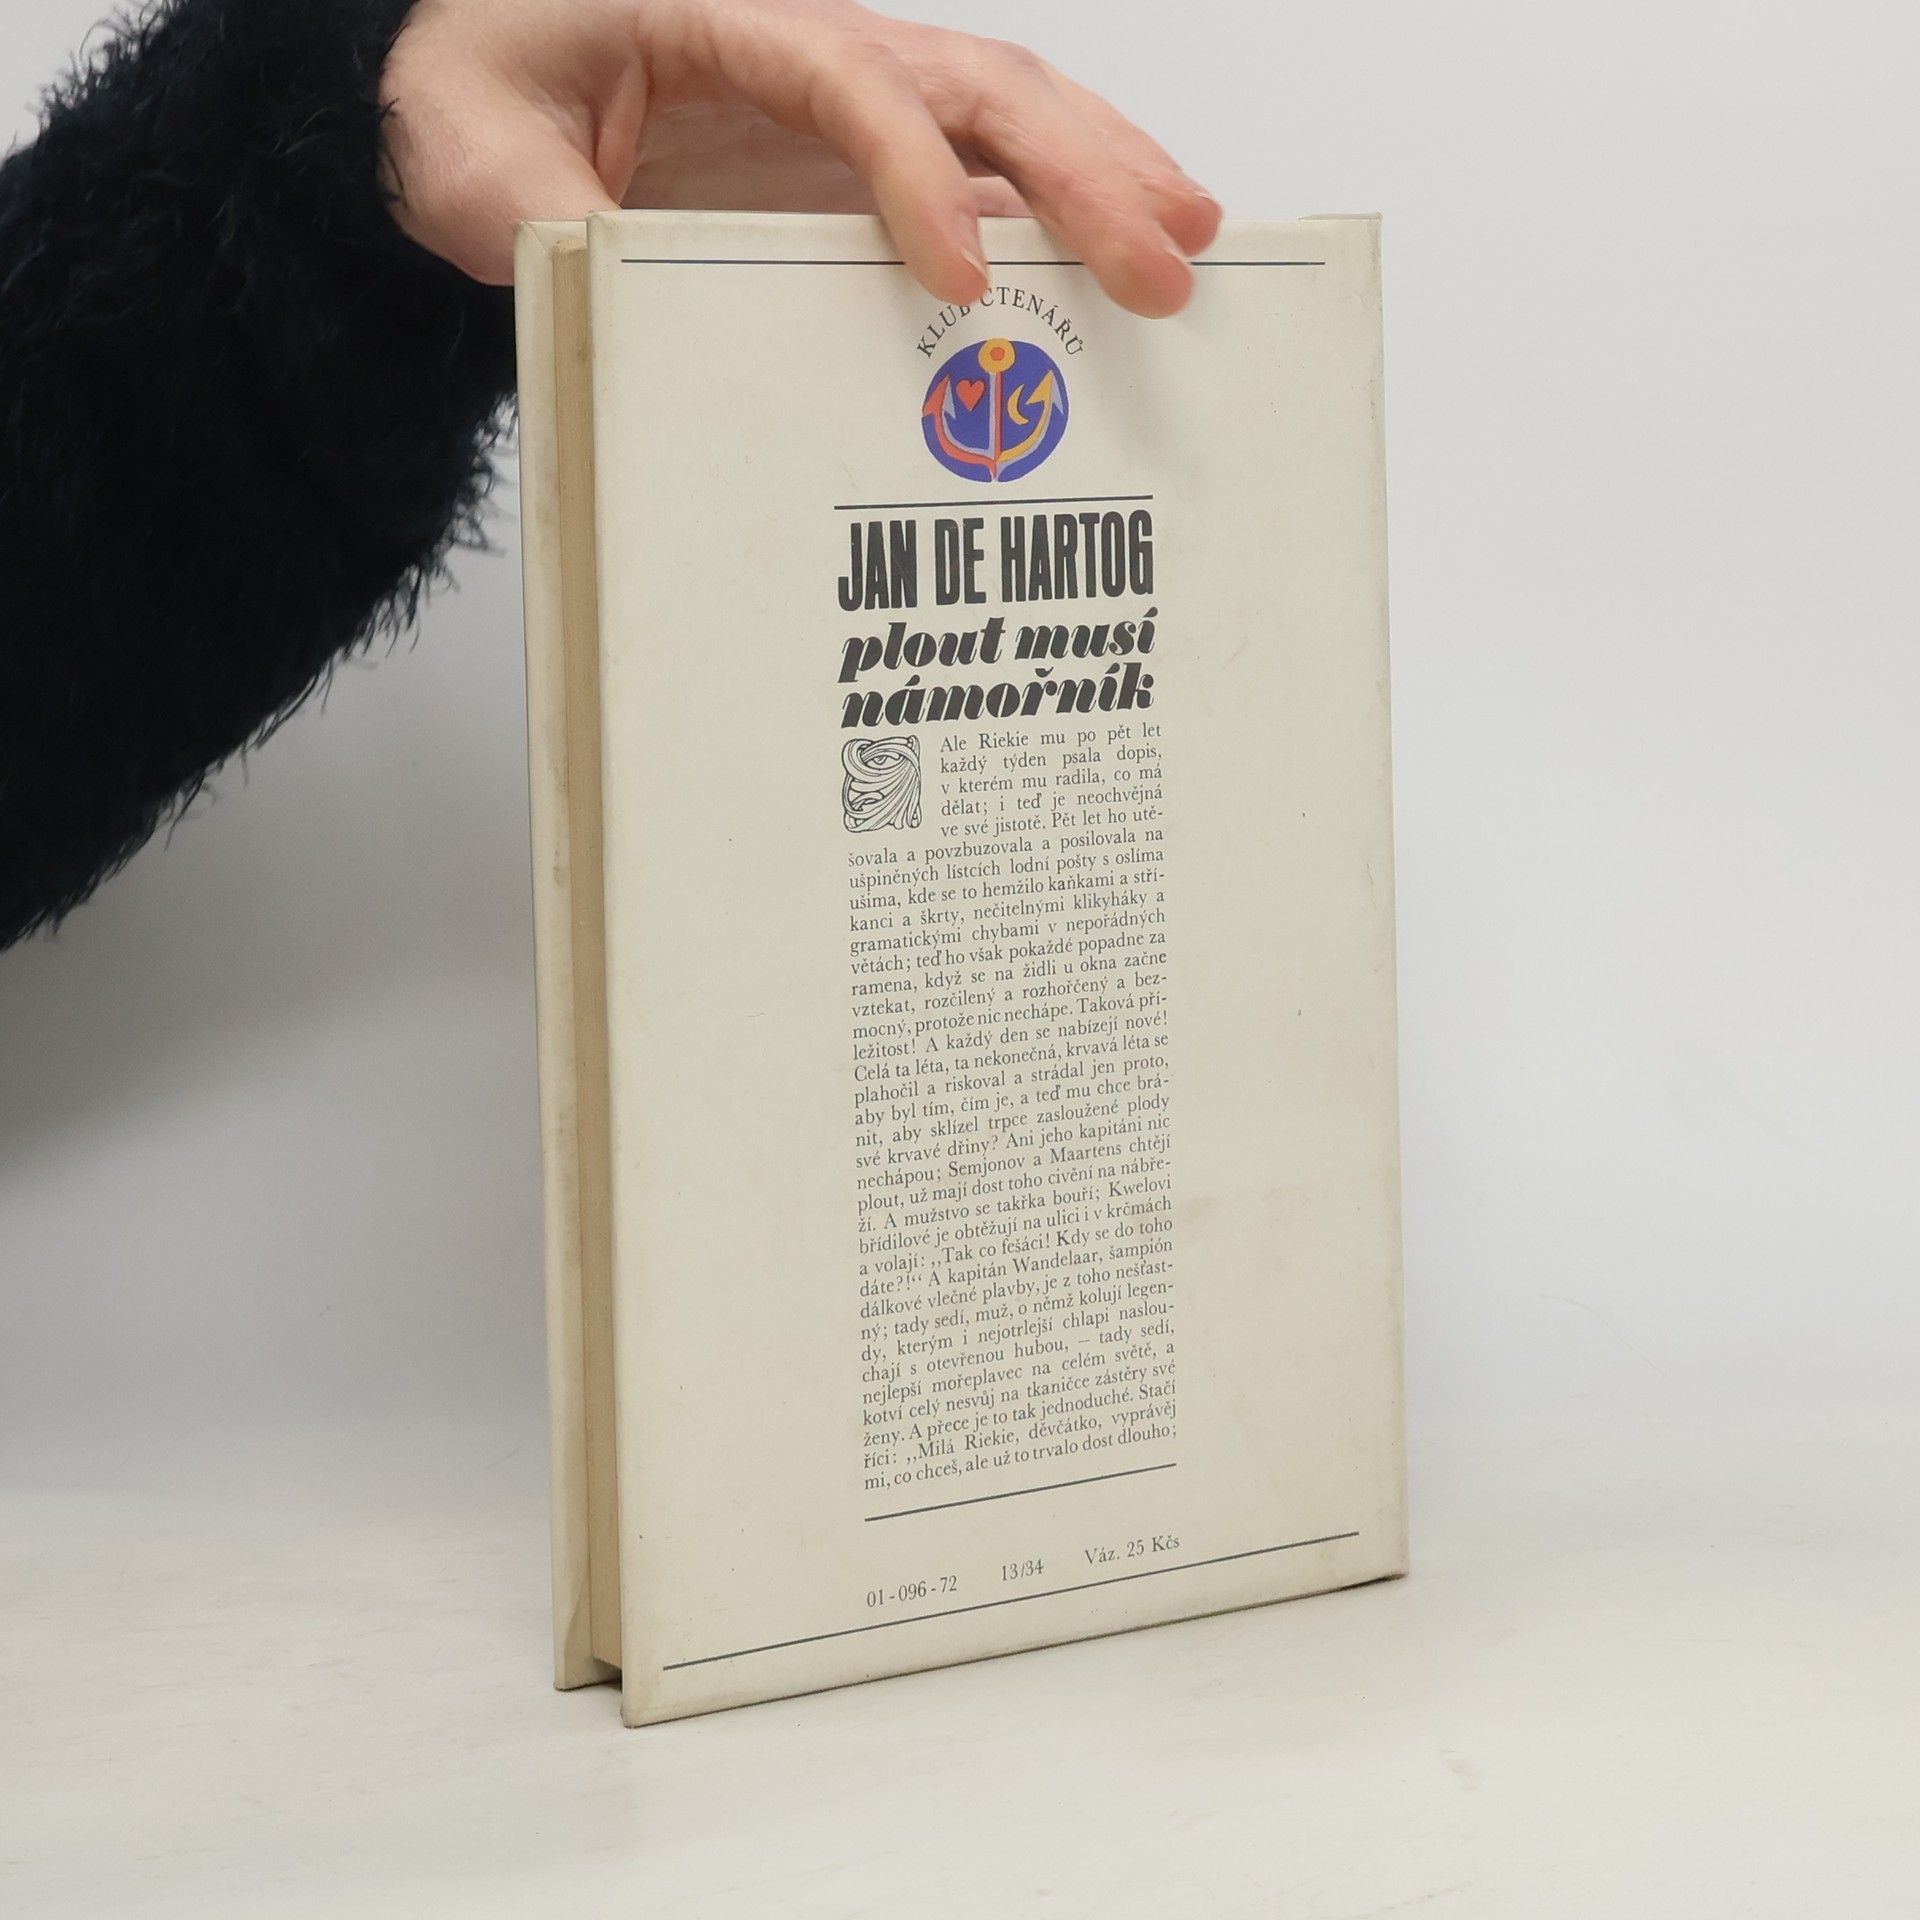 KLUB ČTENÁŘŮ
JAN DE HARTOG
plout musí
námořník
Ale Riekie mu po pět let
každý týden psala dopis,
v kterém mu radila, co má
dělat; i teď je neochvějná
ve své jistotě. Pět let ho utě-
šovala a povzbuzovala a posilovala na
ušpiněných lístcích lodní pošty s oslíma
ušima, kde se to hemžilo kaňkami a stří-
kanci a škrty, nečitelnými klikyháky a
gramatickými chybami v nepořádných
větách; teď ho však pokaždé popadne za
ramena, když se na židli u okna začne
vztekat, rozčilený a rozhořčený a bez-
mocný, protože nic nechápe. Taková pří-
ležitost! A každý den se nabízejí nové!
Celá ta léta, ta nekonečná, krvavá léta se
plahočil a riskoval a strádal jen proto,
aby byl tím, čím je, a teď mu chce brá-
nit, aby sklízel trpce zasloužené plody
své krvavé dřiny? Ani jeho kapitáni nic
nechápou; Semjonov a Maartens chtějí
plout, už mají dost toho civění na nábře-
ží. A mužstvo se takřka bouří; Kwelovi
břídilové je obtěžují na ulici i v krčmách
a volají: ,,Tak co fešáci! Kdy se do toho
dáte?!“ A kapitán Wandelaar, šampión
dálkové vlečné plavby, je z toho nešťast-
ný; tady sedí, muž, o němž kolují legen-
dy, kterým i nejotrlejší chlapi naslou-
chají s otevřenou hubou, – tady sedí,
nejlepší mořeplavec na celém světě, a
kotví celý nesvůj na tkaničce zástěry své
ženy. A přece je to tak jednoduché. Stačí
říci: ,,Milá Riekie, děvčátko, vyprávěj
mi, co chceš, ale už to trvalo dost dlouho;
01-096-72 13/34 Váz. 25 Kčs